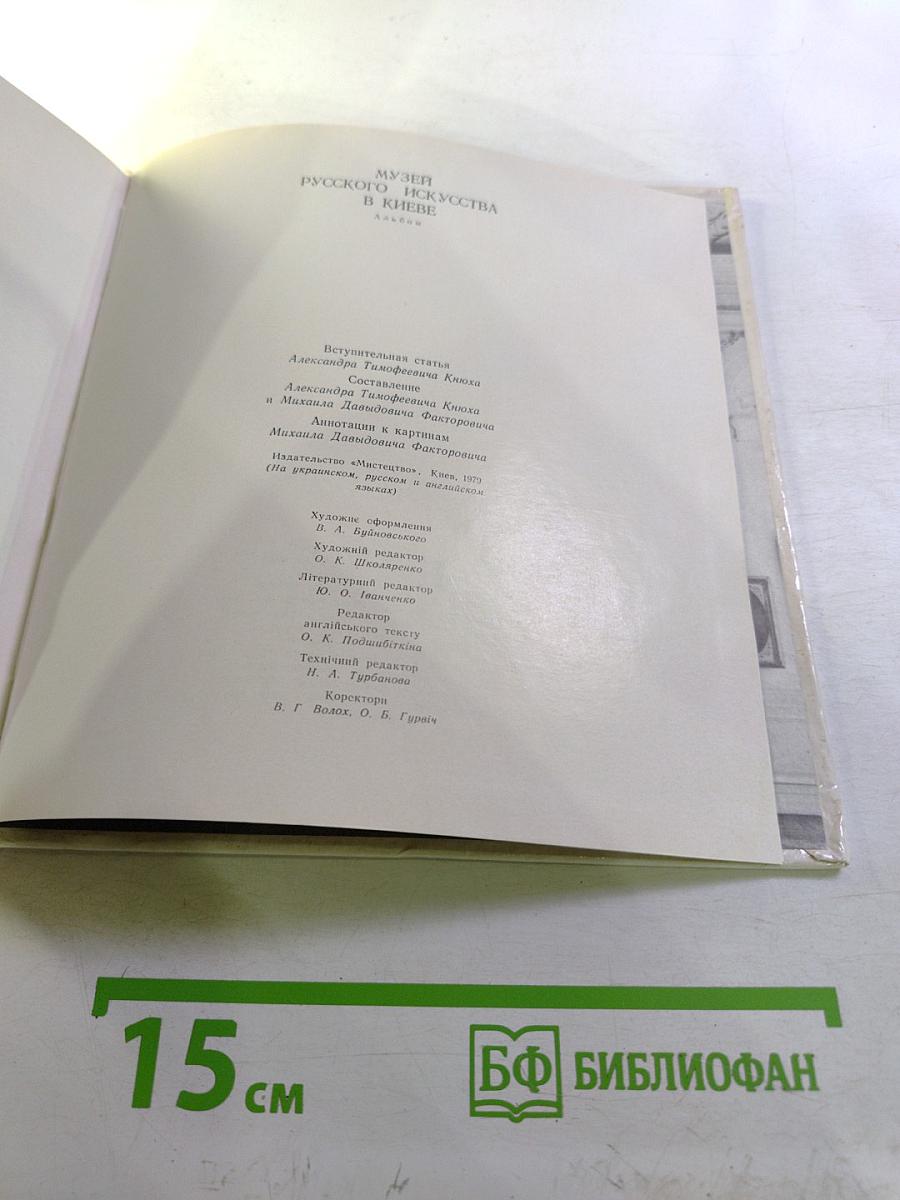 МУЗЕЙ
РУССКОГО ИСКУССТВА
В КИЕВЕ
Альбом
Вступительная статья
Александра Тимофеевича Кнюха
Составление
Александра Тимофеевича Кнюха
и Михаила Давыдовича Факторовича
Аннотации к картинам
Михаила Давыдовича Факторовича
Издательство «Мистецтво», Киев, 1979
(На украинском, русском и английском
языках)
Художнє оформлення
В. А. Буйновського
Художній редактор
О. К. Школяренко
Літературний редактор
Ю. О. Іванченко
Редактор
англійського тексту
О. К. Подшибіткіна
Технічний редактор
Н. А. Турбанова
Коректори
В. Г Волох, О. Б. Гурвіч
15 см
БФ БИБЛИОФАН